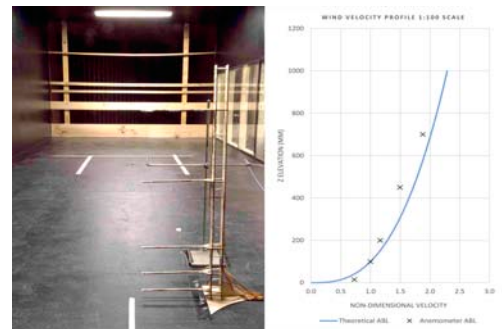 WIND VELOCITY PROFILE 1:100 SCALE
1200
1000
800
600
400
200
0
Z ELEVATION (MM)
0.0 0.5 1.0 1.5 2.0 2.5 3.0
NON-DIMENSIONAL VELOCITY
Theoretical ABL × Anemometer ABL